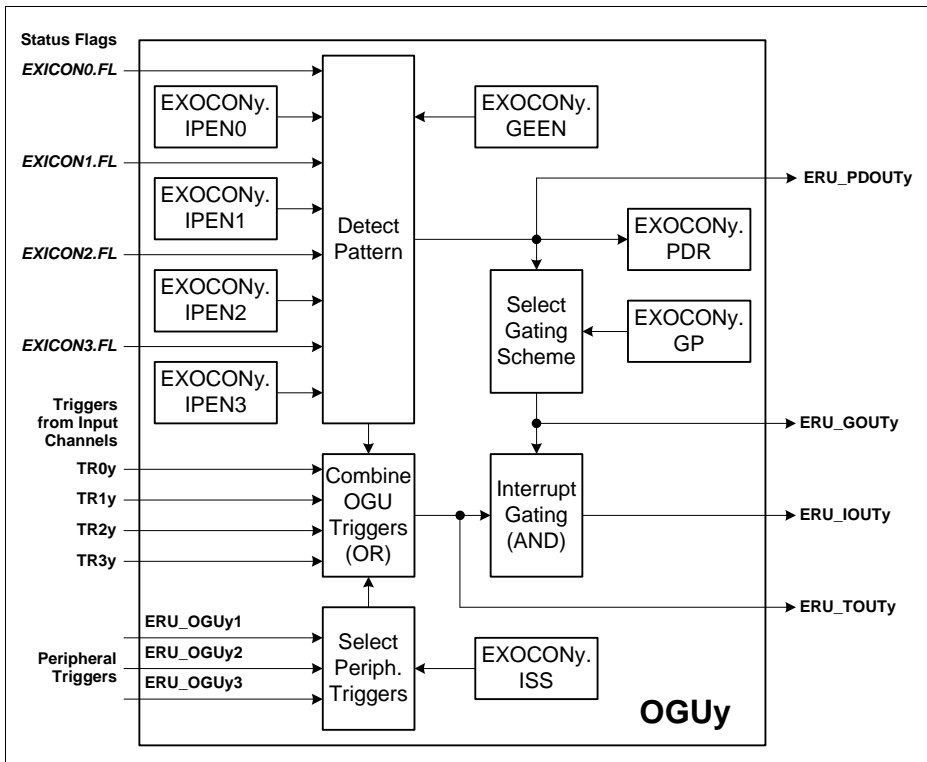 Status Flags
EXICON0.FL
EXOCONy.
IPEN0
EXICON1.FL
EXOCONy.
IPEN1
EXICON2.FL
EXOCONy.
IPEN2
EXICON3.FL
EXOCONy.
IPEN3
Detect
Pattern
EXOCONy.
GEEN
ERU_PDOUTy
EXOCONy.
PDR
Select
Gating
Scheme
EXOCONy.
GP
Triggers
from Input
Channels
TR0y
TR1y
TR2y
TR3y
Combine
OGU
Triggers
(OR)
Interrupt
Gating
(AND)
ERU_GOUTy
ERU_IOUTy
ERU_TOUTy
Peripheral
Triggers
ERU_OGUy1
ERU_OGUy2
ERU_OGUy3
Select
Periph.
Triggers
EXOCONy.
ISS
OGUy